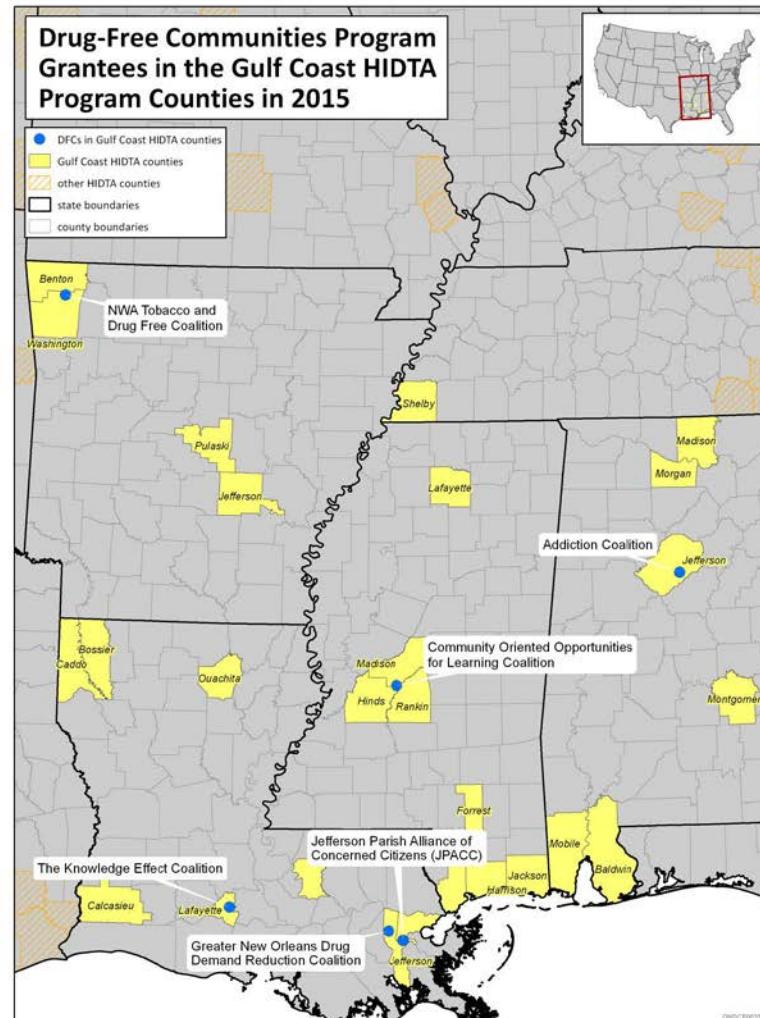 Drug-Free Communities Program
Grantees in the Gulf Coast HIDTA
Program Counties in 2015
DFCs in Gulf Coast HIDTA counties
Gulf Coast HIDTA counties
other HIDTA counties
state boundaries
county boundaries
Benton
NWA Tobacco and
Drug Free Coalition
Washington
Shelby
Pulaski
Madison
Morgan
Lafayette
Jefferson
Addiction Coalition
Jefferson
Community Oriented Opportunities
for Learning Coalition
Bossier
Caddo
Madison
Ouachita
Hinds
Rankin
Montgomer
Forrest
Jefferson Parish Alliance of
Concerned Citizens (JPACC)
Mobile
The Knowledge Effect Coalition
Jackson
Baldwin
Harrison
Calcasieu
Lafayette
Greater New Orleans Drug
Demand Reduction Coalition
Jefferson